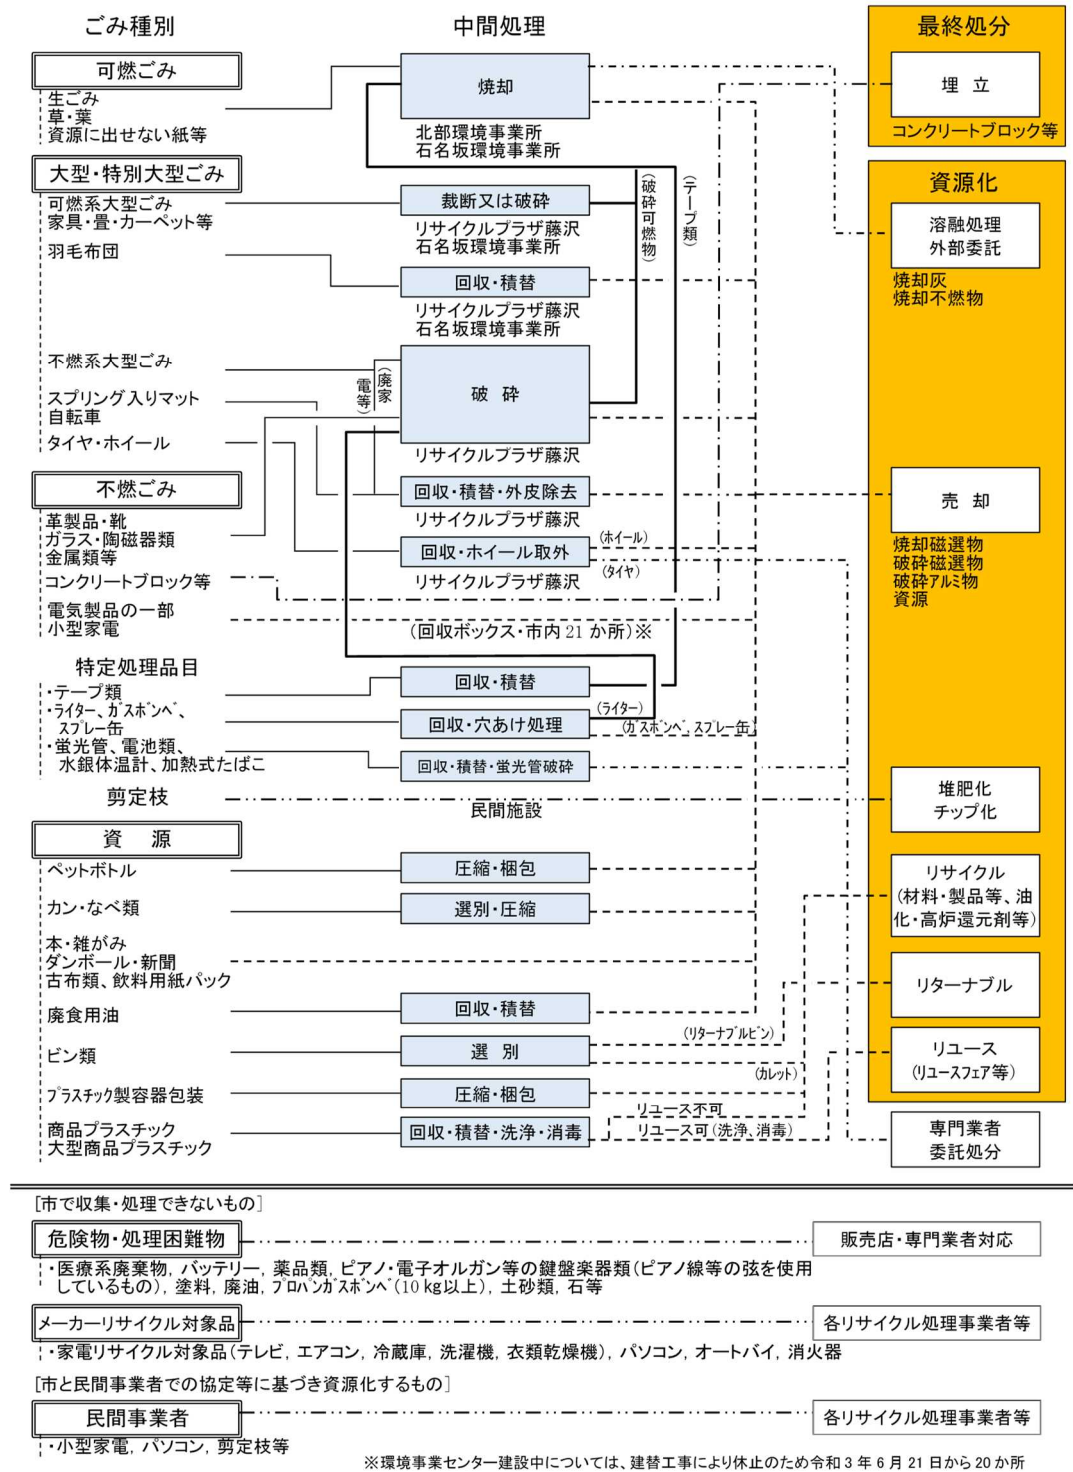 ごみ種別
中間処理
最終処分
可燃ごみ
生ごみ
草・葉
資源に出せない紙等
焼却
北部環境事業所
石名坂環境事業所
埋 立
コンクリートブロック等
資源化
大型・特別大型ごみ
可燃系大型ごみ
家具・畳・カーペット等
裁断又は破砕
リサイクルプラザ藤沢
石名坂環境事業所
(破砕可燃物)
(テープ類)
溶融処理
外部委託
焼却灰
焼却不燃物
羽毛布団
回収・積替
リサイクルプラザ藤沢
石名坂環境事業所
不燃系大型ごみ
(廃家
電等)
破 砕
リサイクルプラザ藤沢
スプリング入りマット
自転車
タイヤ・ホイール
不燃ごみ
革製品・靴
ガラス・陶磁器類
金属類等
コンクリートブロック等
電気製品の一部
小型家電
回収・積替・外皮除去
リサイクルプラザ藤沢
回収・ホイール取外
リサイクルプラザ藤沢
(ホイール)
(タイヤ)
(回収ボックス・市内 21 か所)※
売 却
焼却磁選物
破砕磁選物
破砕アルミ物
資源
特定処理品目
・テープ類
・ライター、ガスボンベ、
スプレー缶
・蛍光管、電池類、
水銀体温計、加熱式たばこ
回収・積替
回収・穴あけ処理
(ライター)
(ガスボンベ、スプレー缶)
回収・積替・蛍光管破砕
剪定枝
民間施設
堆肥化
チップ化
資 源
ペットボトル
圧縮・梱包
カン・なべ類
選別・圧縮
リサイクル
(材料・製品等、油
化・高炉還元剤等)
本・雑がみ
ダンボール・新聞
古布類、飲料用紙パック
廃食用油
回収・積替
リターナブル
ビン類
選 別
(リターナブルビン)
(カレット)
リユース
(リユースフェア等)
プラスチック製容器包装
圧縮・梱包
商品プラスチック
大型商品プラスチック
回収・積替・洗浄・消毒
リユース不可
リユース可(洗浄、消毒)
専門業者
委託処分
[市で収集・処理できないもの]
危険物・処理困難物
販売店・専門業者対応
・医療系廃棄物, バッテリー, 薬品類, ピアノ・電子オルガン等の鍵盤楽器類(ピアノ線等の弦を使用
しているもの), 塗料, 廃油, プロパンガスボンベ(10 kg以上), 土砂類, 石等
メーカーリサイクル対象品
各リサイクル処理事業者等
・家電リサイクル対象品(テレビ, エアコン, 冷蔵庫, 洗濯機, 衣類乾燥機), パソコン, オートバイ, 消火器
[市と民間事業者での協定等に基づき資源化するもの]
民間事業者
各リサイクル処理事業者等
・小型家電, パソコン, 剪定枝等
※環境事業センター建設中については、建替工事により休止のため令和 3 年 6 月 21 日から 20 か所